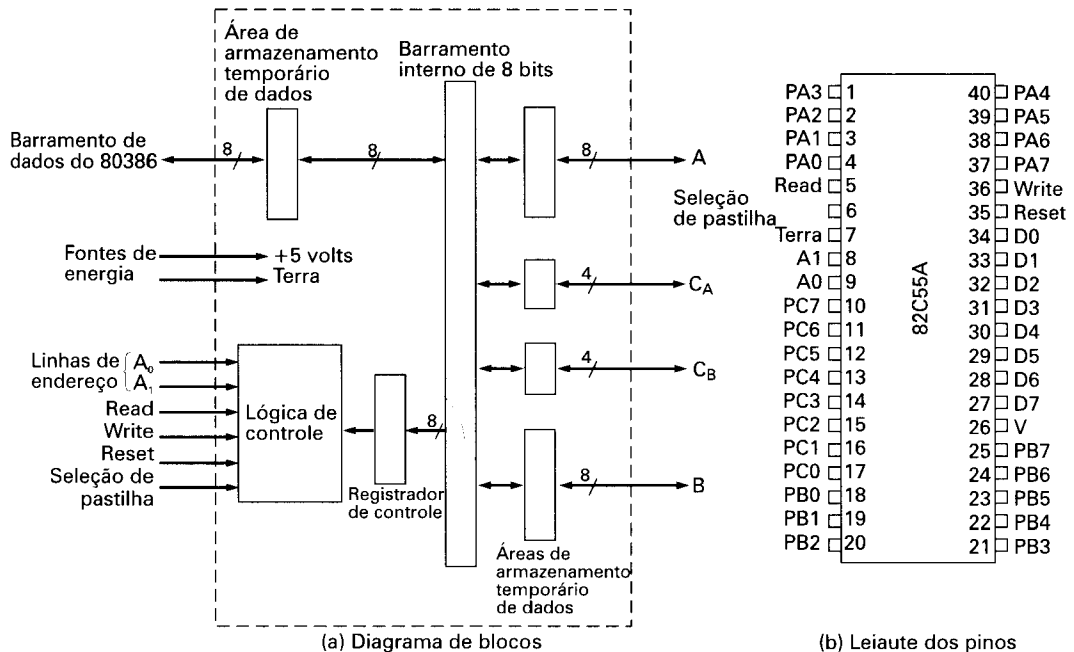 Área de
armazenamento
temporário
de dados
Barramento
interno de 8 bits
Barramento de
dados do 80386
8
8
8
A
Seleção
de pastilha
Fontes de
energia
+5 volts
Terra
4
C_A
4
C_B
Linhas de
endereço
A_0
A_1
Read
Write
Reset
Seleção de
pastilha
Lógica de
controle
8
Registrador
de controle
8
B
Áreas de
armazenamento
temporário
de dados
(a) Diagrama de blocos
PA3 1
PA2 2
PA1 3
PA0 4
Read 5
6
Terra 7
A1 8
A0 9
PC7 10
PC6 11
PC5 12
PC4 13
PC3 14
PC2 15
PC1 16
PC0 17
PB0 18
PB1 19
PB2 20
82C55A
40 PA4
39 PA5
38 PA6
37 PA7
36 Write
35 Reset
34 D0
33 D1
32 D2
31 D3
30 D4
29 D5
28 D6
27 D7
26 V
25 PB7
24 PB6
23 PB5
22 PB4
21 PB3
(b) Leiaute dos pinos